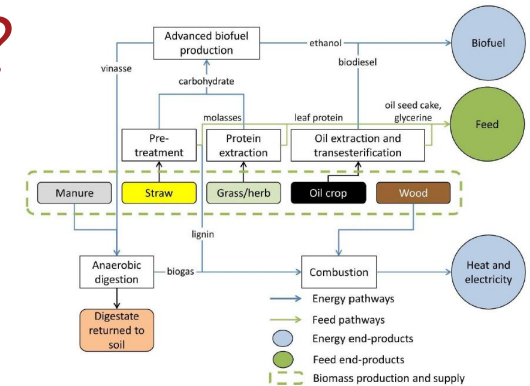 ?
Advanced biofuel
production
ethanol
biodiesel
Biofuel
vinasse
carbohydrate
oil seed cake,
glycerine
molasses
leaf protein
Feed
Pre-
treatment
Protein
extraction
Oil extraction and
transesterification
Manure
Straw
Grass/herb
Oil crop
Wood
lignin
Anaerobic
digestion
biogas
Combustion
Heat and
electricity
Digestate
returned to
soil
Energy pathways
Feed pathways
Energy end-products
Feed end-products
Biomass production and supply